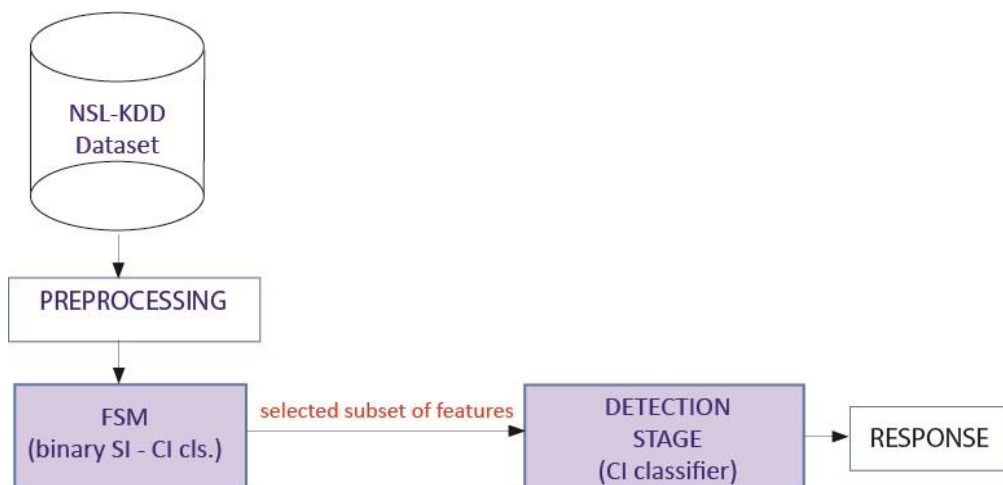 NSL-KDD
Dataset
PREPROCESSING
FSM
(binary SI - CI cls.)
selected subset of features
DETECTION
STAGE
(CI classifier)
RESPONSE